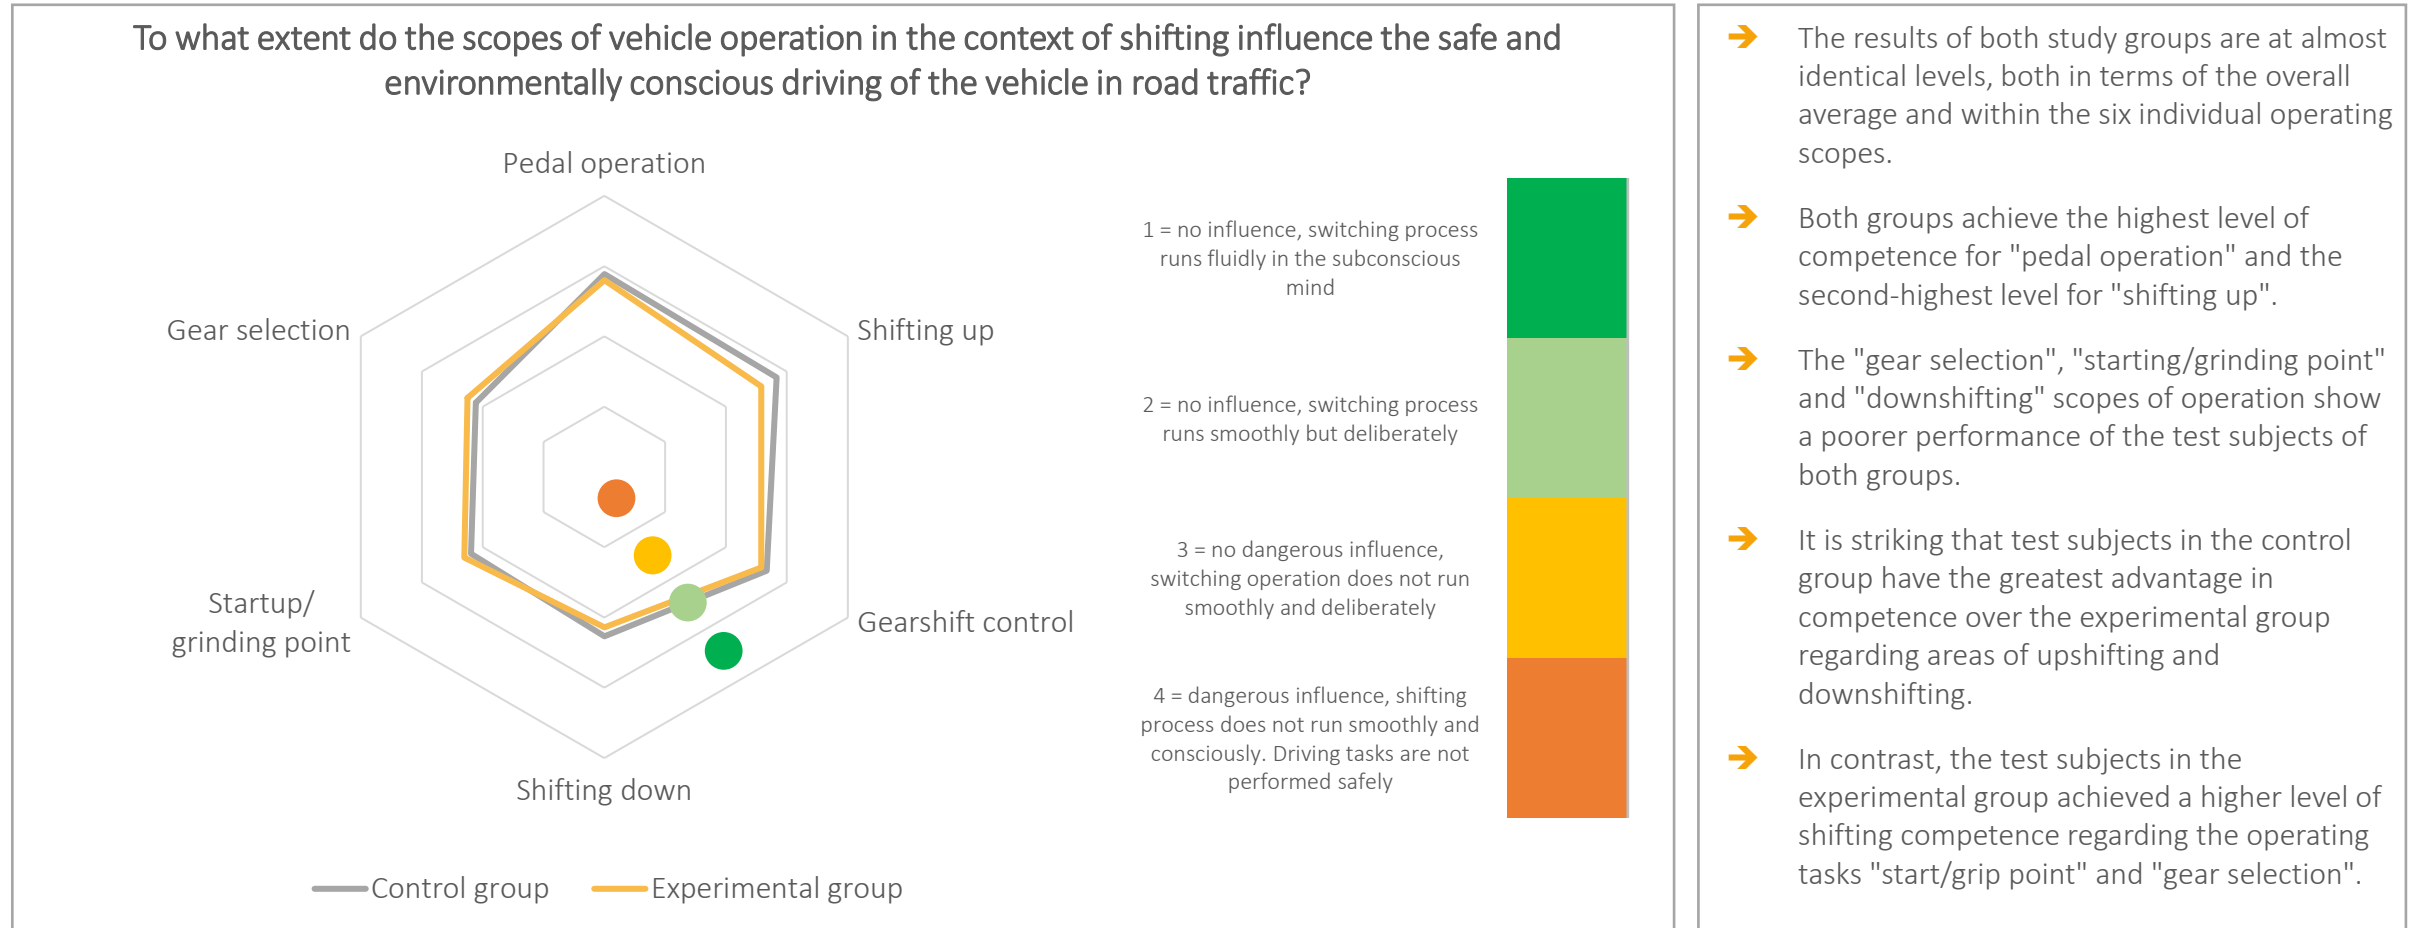 To what extent do the scopes of vehicle operation in the context of shifting influence the safe and
environmentally conscious driving of the vehicle in road traffic?
Pedal operation
Shifting up
Gearshift control
Shifting down
Startup/
grinding point
Gear selection
Control group
Experimental group
1 = no influence, switching process
runs fluidly in the subconscious
mind
2 = no influence, switching process
runs smoothly but deliberately
3 = no dangerous influence,
switching operation does not run
smoothly and deliberately
4 = dangerous influence, shifting
process does not run smoothly and
consciously. Driving tasks are not
performed safely
The results of both study groups are at almost
identical levels, both in terms of the overall
average and within the six individual operating
scopes.
Both groups achieve the highest level of
competence for "pedal operation" and the
second-highest level for "shifting up".
The "gear selection", "starting/grinding point"
and "downshifting" scopes of operation show
a poorer performance of the test subjects of
both groups.
It is striking that test subjects in the control
group have the greatest advantage in
competence over the experimental group
regarding areas of upshifting and
downshifting.
In contrast, the test subjects in the
experimental group achieved a higher level of
shifting competence regarding the operating
tasks "start/grip point" and "gear selection".